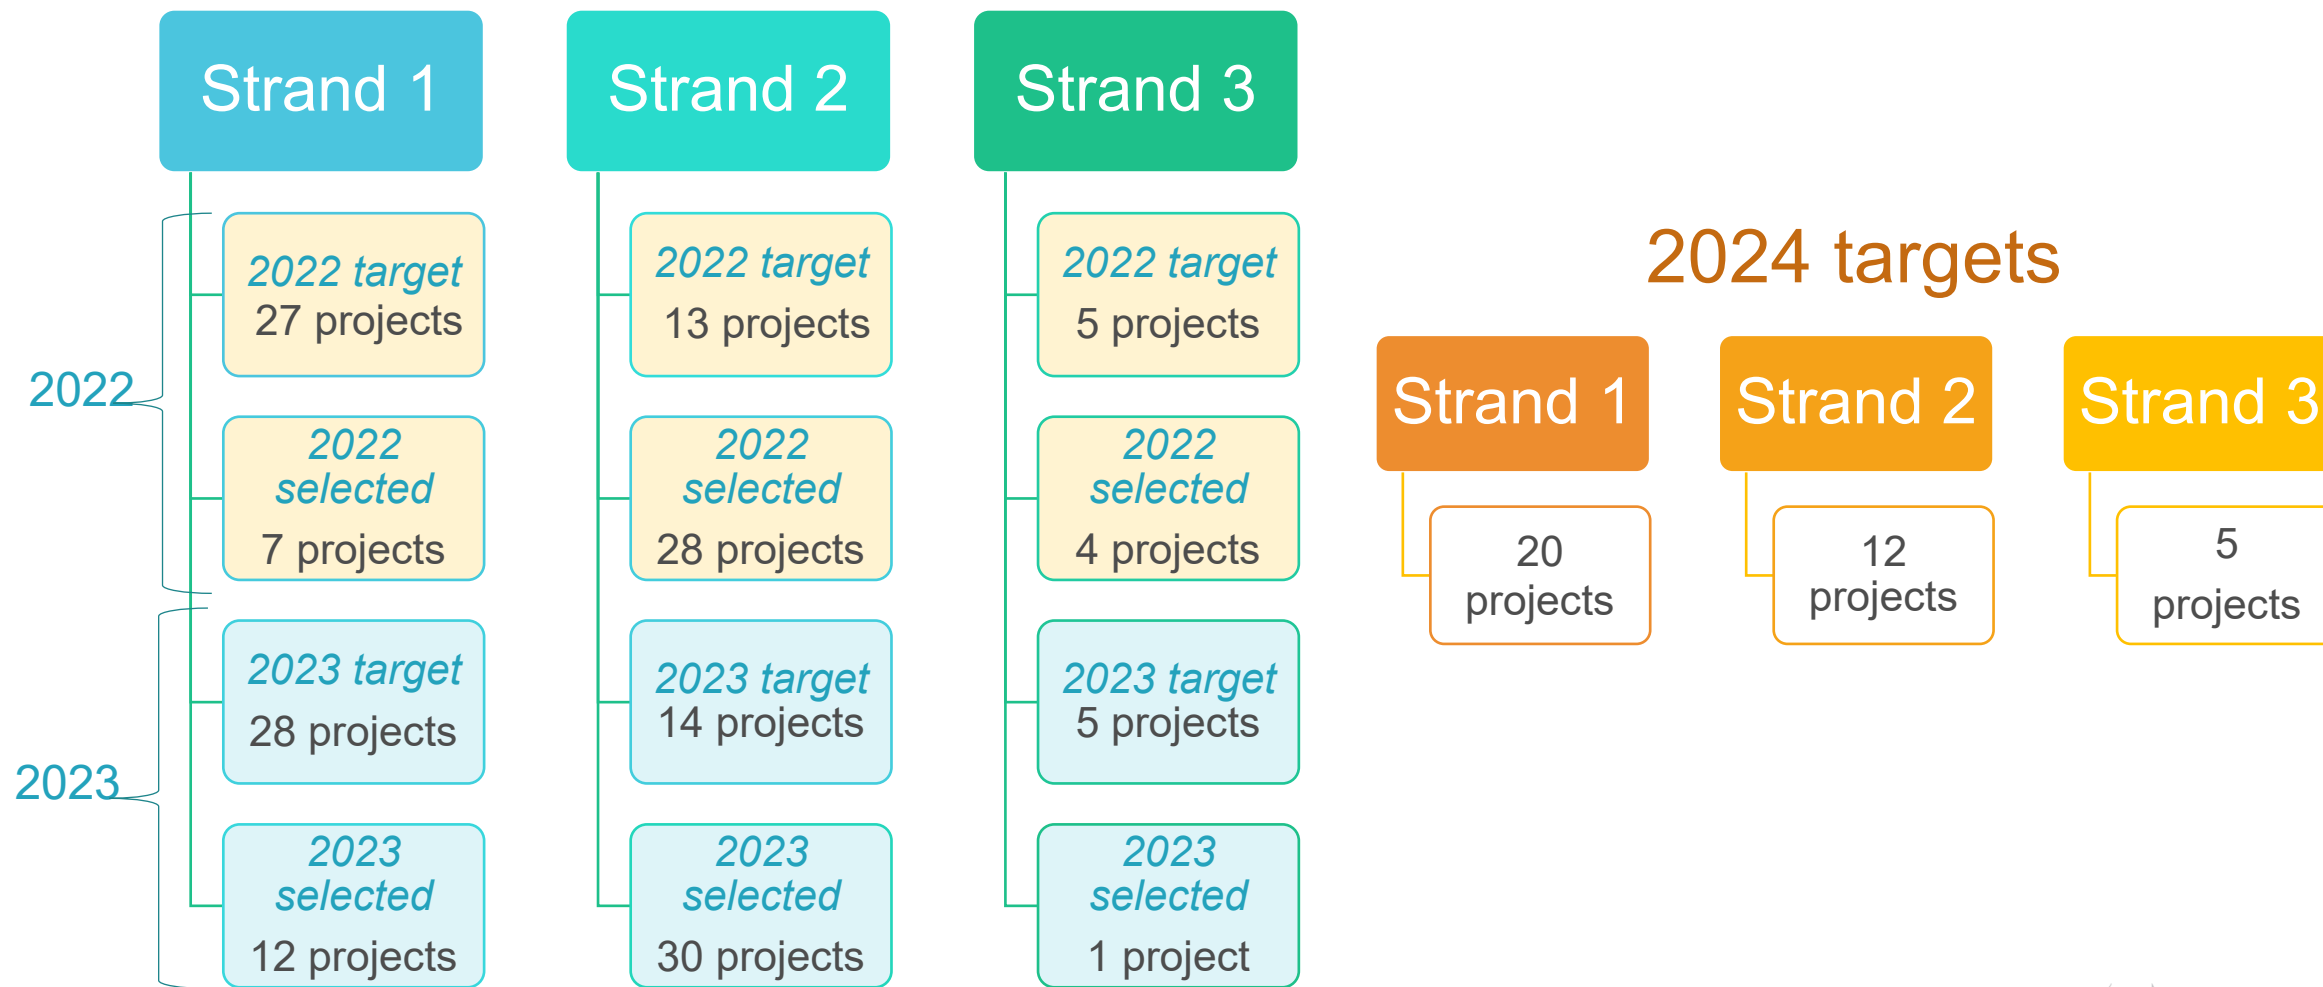 Strand 1
2022 target
27 projects
2022
selected
7 projects
2023 target
28 projects
2023
selected
12 projects
Strand 2
2022 target
13 projects
2022
selected
28 projects
2023 target
14 projects
2023
selected
30 projects
Strand 3
2022 target
5 projects
2022
selected
4 projects
2023 target
5 projects
2023
selected
1 project
2022
2023
2024 targets
Strand 1
20
projects
Strand 2
12
projects
Strand 3
5
projects